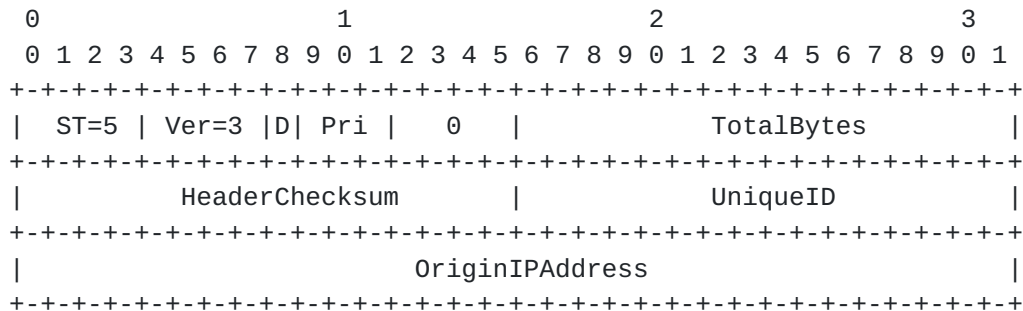 0                   1                   2                   3
 0 1 2 3 4 5 6 7 8 9 0 1 2 3 4 5 6 7 8 9 0 1 2 3 4 5 6 7 8 9 0 1
+-+-+-+-+-+-+-+-+-+-+-+-+-+-+-+-+-+-+-+-+-+-+-+-+-+-+-+-+-+-+-+-+
|  ST=5 | Ver=3 |D| Pri |   0   |            TotalBytes         |
+-+-+-+-+-+-+-+-+-+-+-+-+-+-+-+-+-+-+-+-+-+-+-+-+-+-+-+-+-+-+-+-+
|          HeaderChecksum       |            UniqueID           |
+-+-+-+-+-+-+-+-+-+-+-+-+-+-+-+-+-+-+-+-+-+-+-+-+-+-+-+-+-+-+-+-+
|                         OriginIPAddress                       |
+-+-+-+-+-+-+-+-+-+-+-+-+-+-+-+-+-+-+-+-+-+-+-+-+-+-+-+-+-+-+-+-+